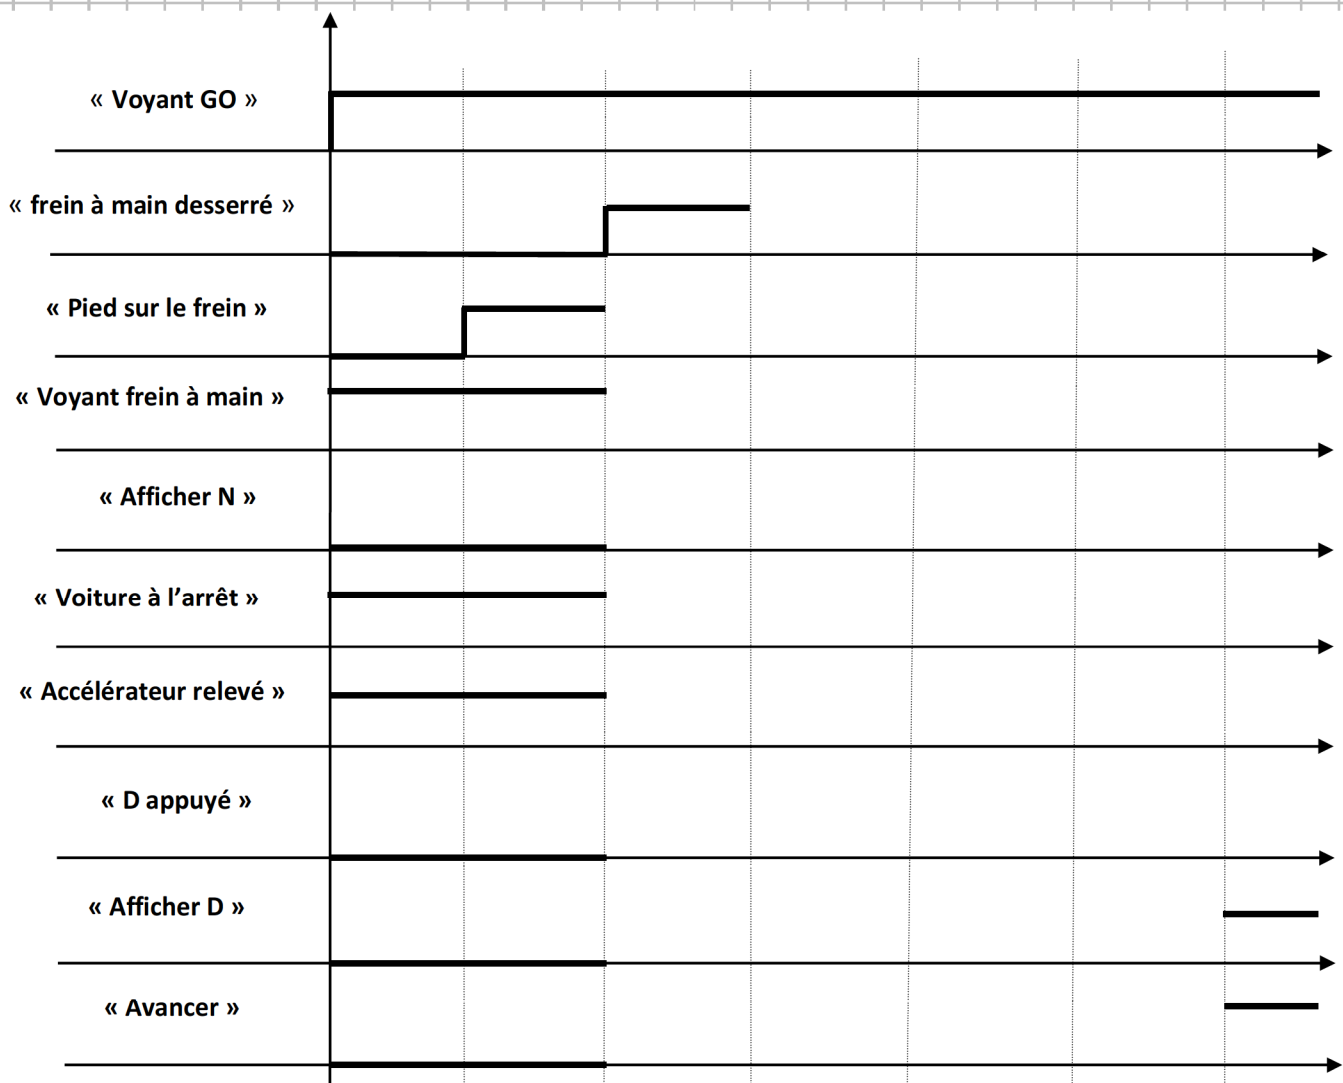 « Voyant GO »
« frein à main desserré »
« Pied sur le frein »
« Voyant frein à main »
« Afficher N »
« Voiture à l’arrêt »
« Accélérateur relevé »
« D appuyé »
« Afficher D »
« Avancer »